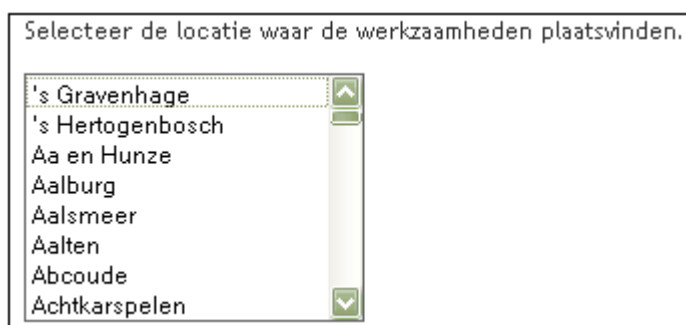 Selecteer de locatie waar de werkzaamheden plaatsvinden.
's Gravenhage
's Hertogenbosch
Aa en Hunze
Aalburg
Aalsmeer
Aalten
Abcoude
Achtkarspelen